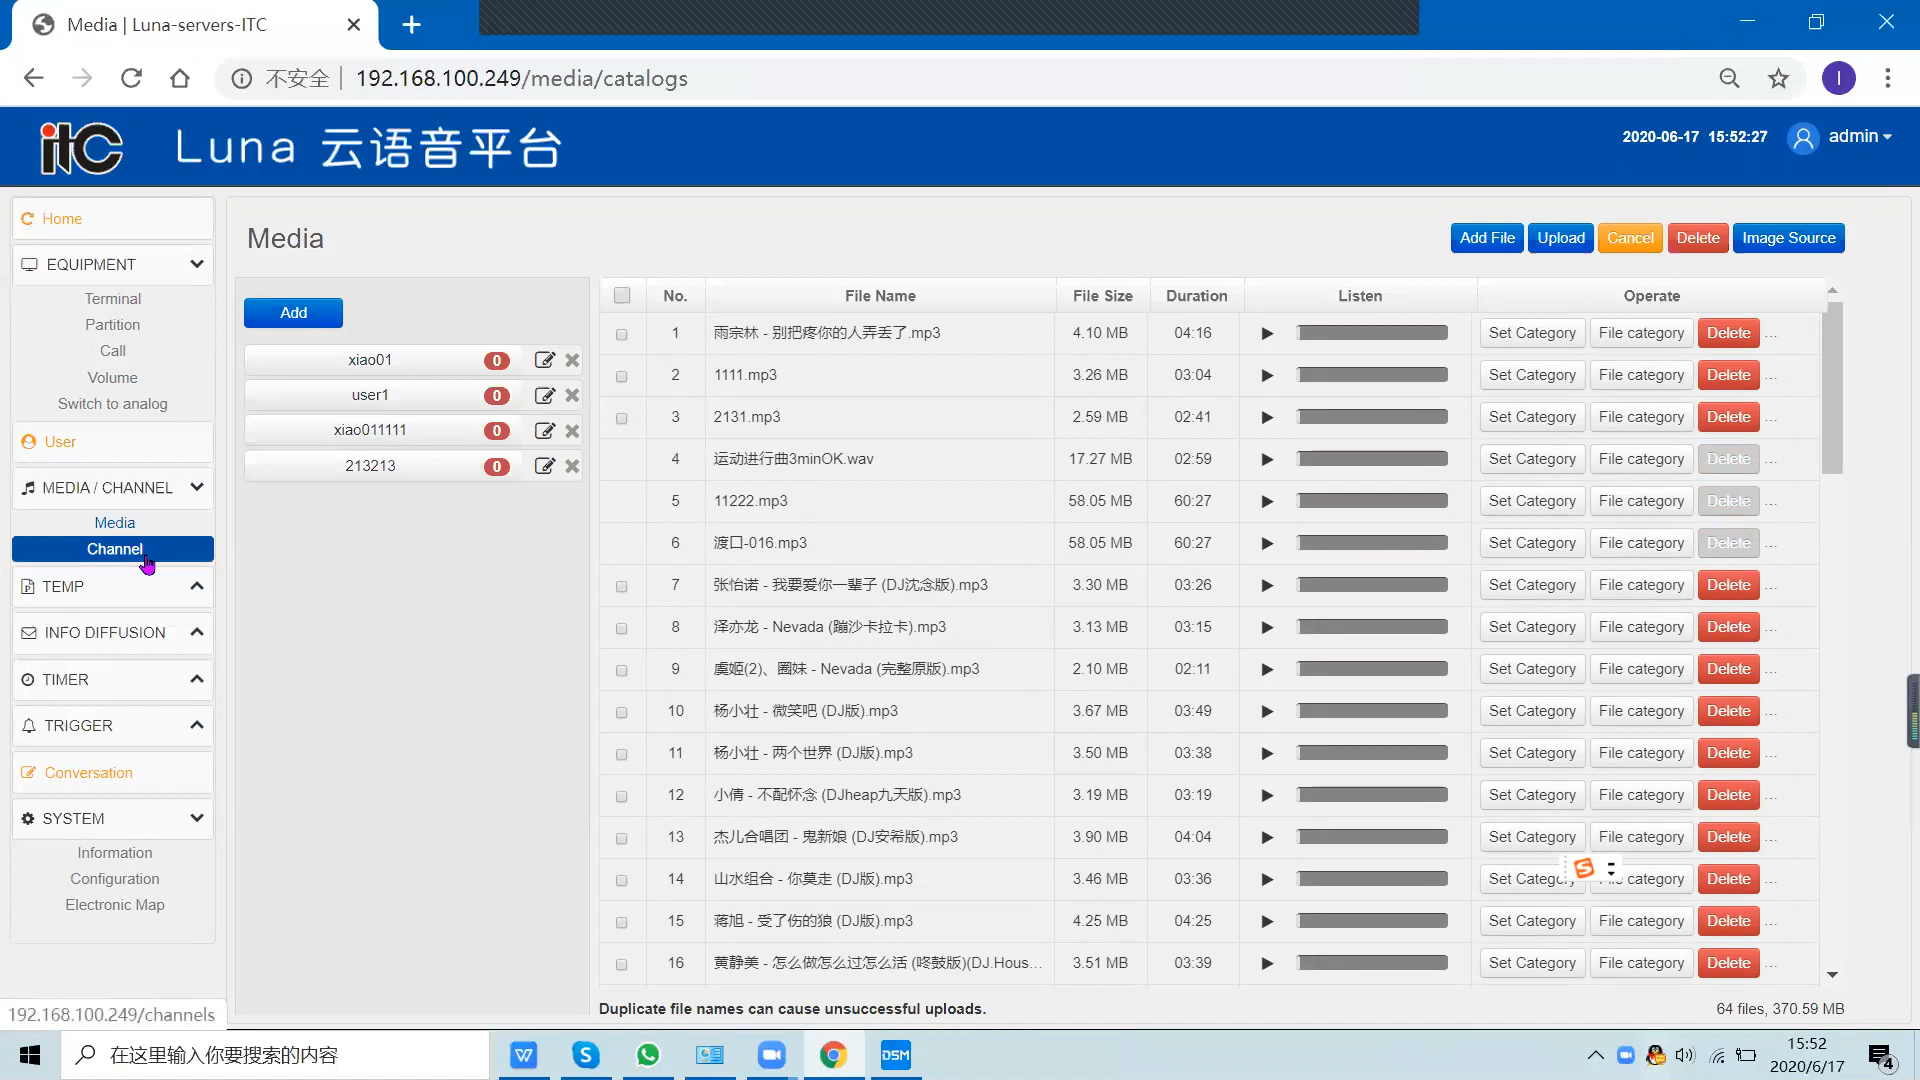 Media | Luna-servers-ITC
不安全 192.168.100.249/media/catalogs
itc Luna 云语音平台
2020-06-17 15:52:27 admin
Home
EQUIPMENT
Terminal
Partition
Call
Volume
Switch to analog
User
MEDIA / CHANNEL
Media
Channel
TEMP
INFO DIFFUSION
TIMER
TRIGGER
Conversation
SYSTEM
Information
Configuration
Electronic Map
192.168.100.249/channels
Media
Add File Upload Cancel Delete Image Source
Add
xiao01 0
user1 0
xiao011111 0
213213 0
No. File Name File Size Duration Listen Operate
1 雨宗林 - 别把疼你的人弄丢了.mp3 4.10 MB 04:16 Set Category File category Delete ...
2 1111.mp3 3.26 MB 03:04 Set Category File category Delete ...
3 2131.mp3 2.59 MB 02:41 Set Category File category Delete ...
4 运动进行曲3minOK.wav 17.27 MB 02:59 Set Category File category Delete ...
5 11222.mp3 58.05 MB 60:27 Set Category File category Delete ...
6 渡口-016.mp3 58.05 MB 60:27 Set Category File category Delete ...
7 张怡诺 - 我要爱你一辈子 (DJ沈念版).mp3 3.30 MB 03:26 Set Category File category Delete ...
8 泽亦龙 - Nevada (蹦沙卡拉卡).mp3 3.13 MB 03:15 Set Category File category Delete ...
9 虞姬(2)、圈妹 - Nevada (完整原版).mp3 2.10 MB 02:11 Set Category File category Delete ...
10 杨小壮 - 微笑吧 (DJ版).mp3 3.67 MB 03:49 Set Category File category Delete ...
11 杨小壮 - 两个世界 (DJ版).mp3 3.50 MB 03:38 Set Category File category Delete ...
12 小倩 - 不配怀念 (DJheap九天版).mp3 3.19 MB 03:19 Set Category File category Delete ...
13 杰儿合唱团 - 鬼新娘 (DJ安希版).mp3 3.90 MB 04:04 Set Category File category Delete ...
14 山水组合 - 你莫走 (DJ版).mp3 3.46 MB 03:36 Set Categ category Delete ...
15 蒋旭 - 受了伤的狼 (DJ版).mp3 4.25 MB 04:25 Set Category File category Delete ...
16 黄静美 - 怎么做怎么过怎么活 (咚鼓版)(DJ.Hous... 3.51 MB 03:39 Set Category File category Delete ...
Duplicate file names can cause unsuccessful uploads. 64 files, 370.59 MB
在这里输入你要搜索的内容
DSM
15:52
2020/6/17
4